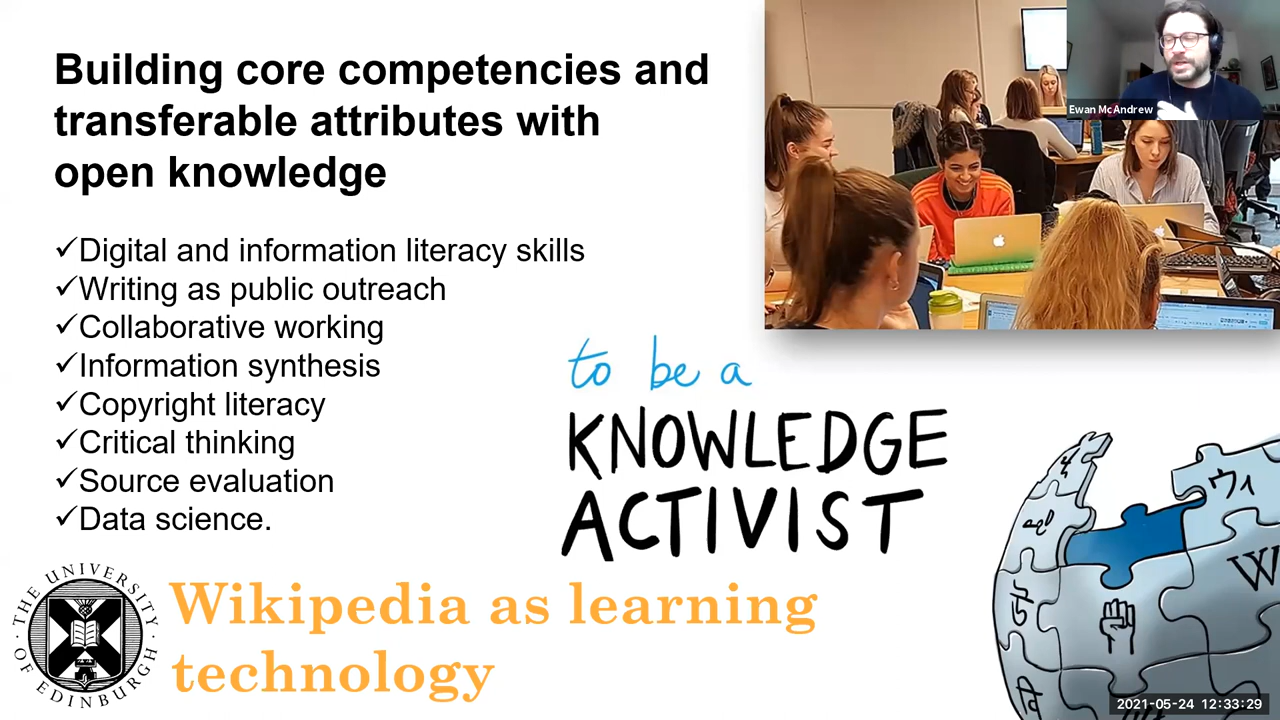 Building core competencies and
transferable attributes with
open knowledge
✓Digital and information literacy skills
✓Writing as public outreach
✓Collaborative working
✓Information synthesis
✓Copyright literacy
✓Critical thinking
✓Source evaluation
✓Data science.
Ewan McAndrew
to be a
KNOWLEDGE
ACTIVIST
ウィ
W
THE UNIVERSITY
OF EDINBURGH
Wikipedia as learning
technology
2021-05-24 12:33:29